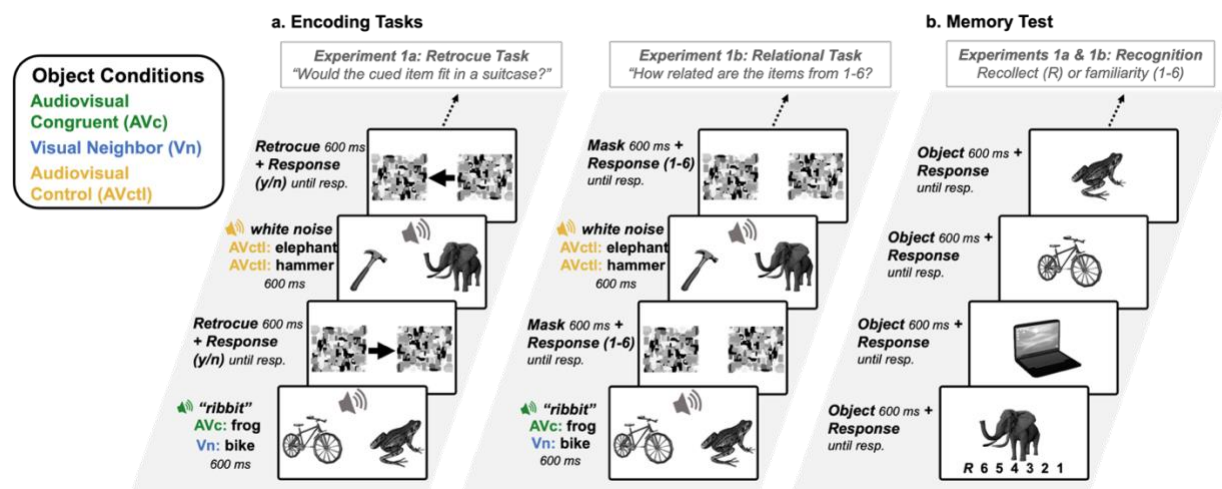 a. Encoding Tasks
b. Memory Test
Object Conditions
Audiovisual
Congruent (AVc)
Visual Neighbor (Vn)
Audiovisual
Control (AVctl)
Experiment 1a: Retrocue Task
“Would the cued item fit in a suitcase?”
Retrocue 600 ms
+ Response
(y/n) until resp.
white noise
AVctl: elephant
AVctl: hammer
600 ms
Retrocue 600 ms
+ Response
(y/n) until resp.
“ribbit”
AVc: frog
Vn: bike
600 ms
Experiment 1b: Relational Task
“How related are the items from 1-6?
Mask 600 ms +
Response (1-6)
until resp.
white noise
AVctl: elephant
AVctl: hammer
600 ms
Mask 600 ms +
Response (1-6)
until resp.
“ribbit”
AVc: frog
Vn: bike
600 ms
Experiments 1a & 1b: Recognition
Recollect (R) or familiarity (1-6)
Object 600 ms +
Response
until resp.
Object 600 ms +
Response
until resp.
Object 600 ms +
Response
until resp.
Object 600 ms +
Response
until resp.
R 6 5 4 3 2 1